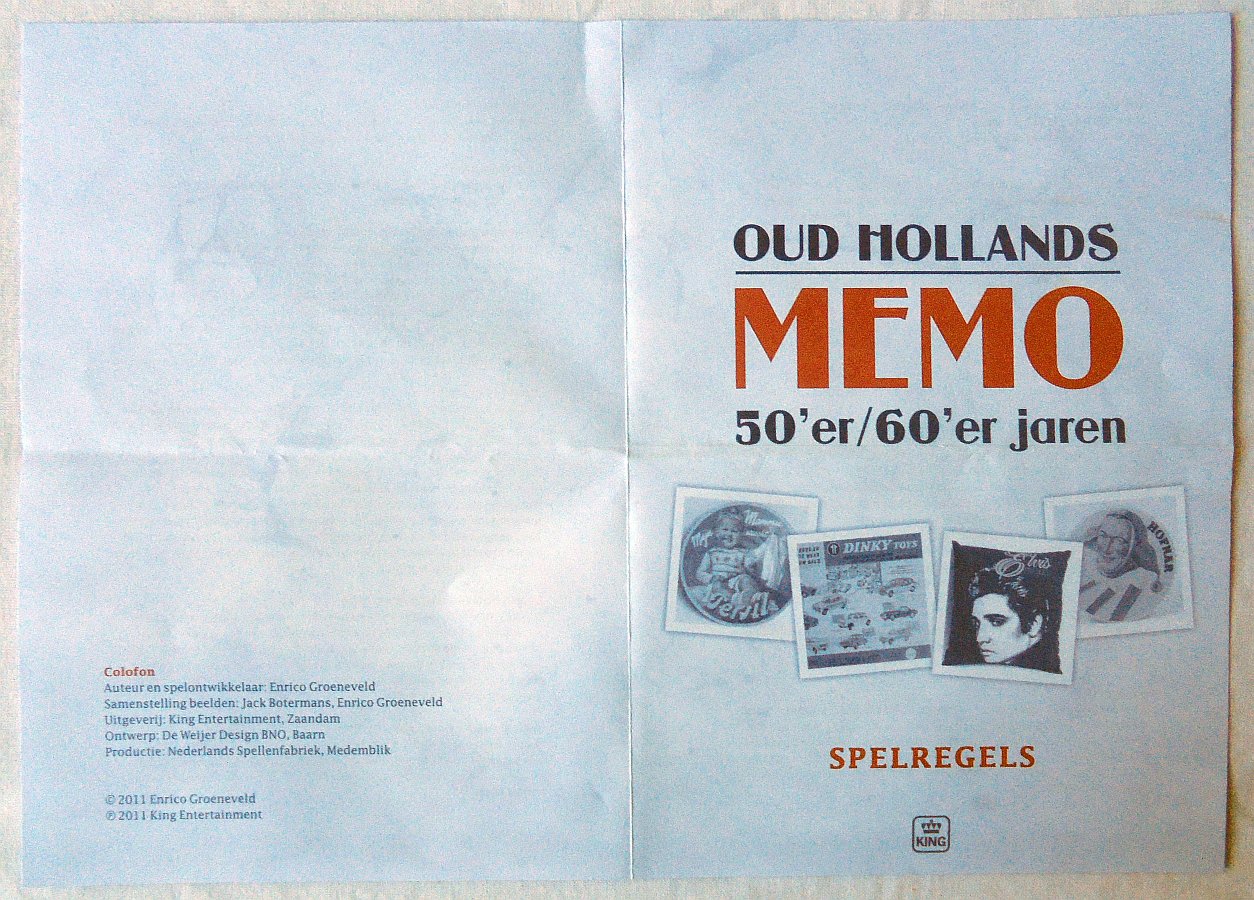 Colofon
Auteur en spelontwikkelaar: Enrico Groeneveld
Samenstelling beelden: Jack Botermans, Enrico Groeneveld
Uitgeverij: King Entertainment, Zaandam
Ontwerp: De Weijer Design BNO, Baarn
Productie: Nederlands Spellenfabriek, Medemblik
© 2011 Enrico Groeneveld
℗ 2011 King Entertainment
OUD HOLLANDS
MEMO
50'er/60'er jaren
Persil
DINKY TOYS
Elvis
HOFNAR
SPELREGELS
KING